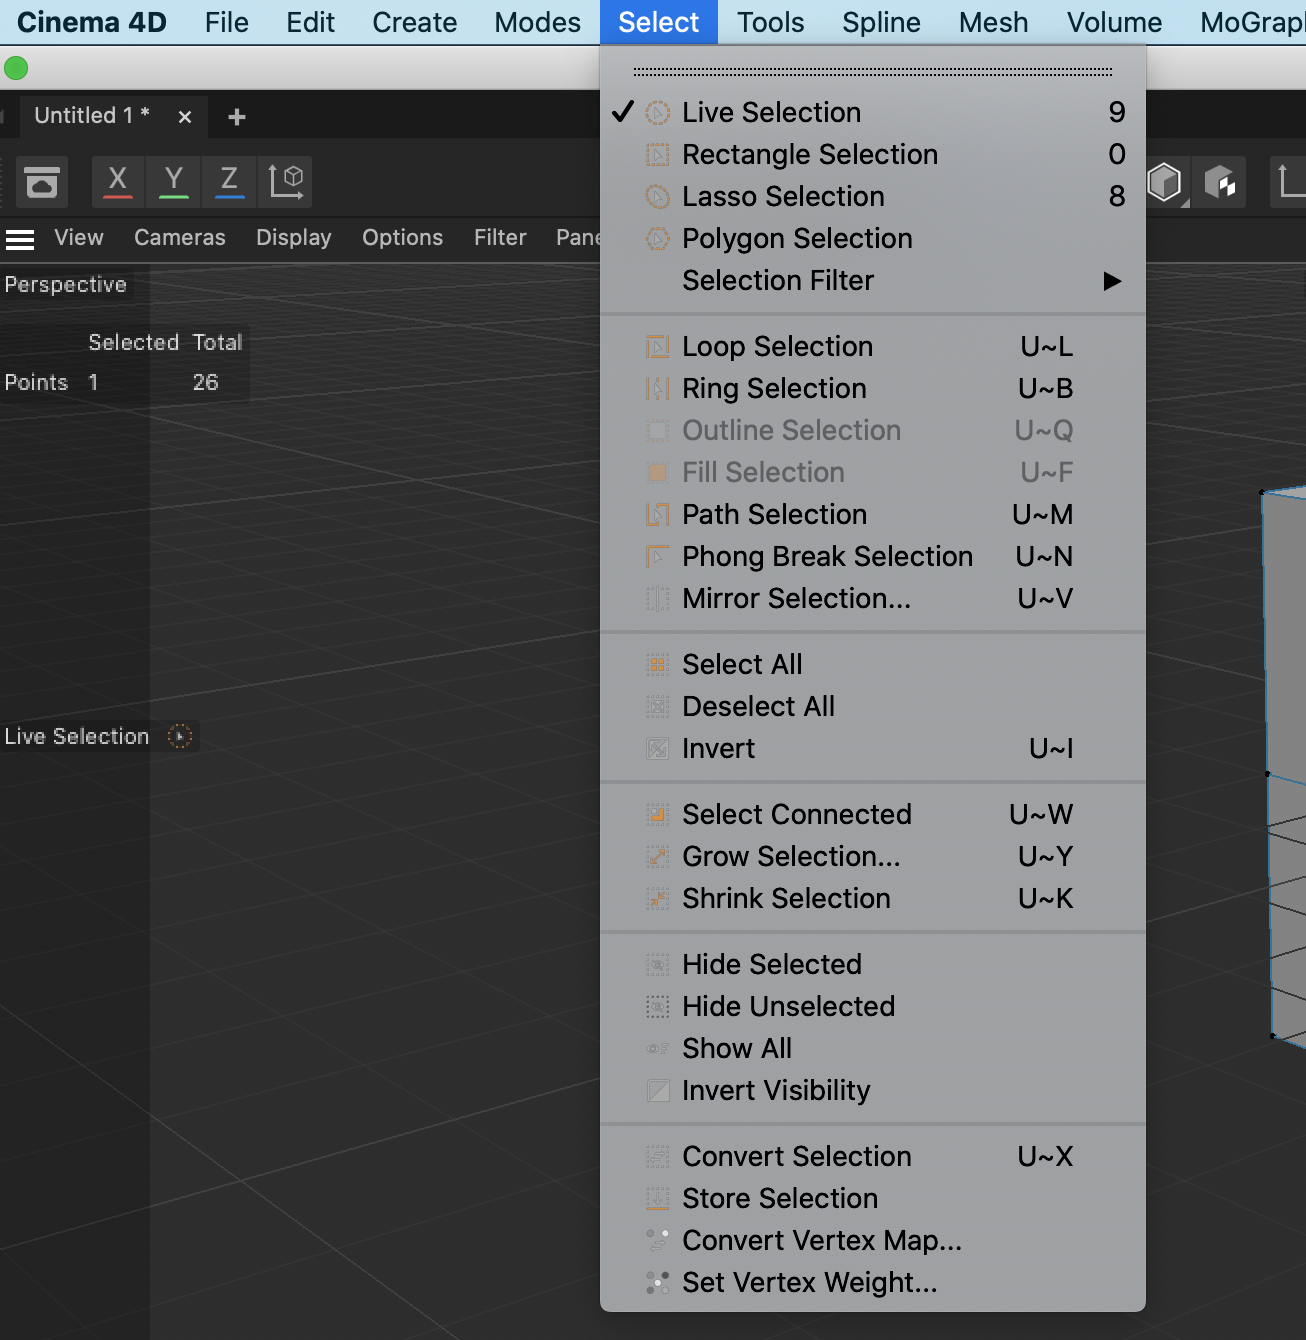 Cinema 4D File Edit Create Modes Select Tools Spline Mesh Volume
Untitled 1 * × +
X Y Z
View Cameras Display Options Filter
Perspective
Selected Total
Points 1 26
Live Selection
Live Selection 9
Rectangle Selection 0
Lasso Selection 8
Polygon Selection
Selection Filter
Loop Selection U~L
Ring Selection U~B
Outline Selection U~Q
Fill Selection U~F
Path Selection U~M
Phong Break Selection U~N
Mirror Selection...
U~V
Select All
Deselect All
Invert U~I
Select Connected U~W
Grow Selection... U~Y
Shrink Selection U~K
Hide Selected
Hide Unselected
Show All
Invert Visibility
Convert Selection U~X
Store Selection
Convert Vertex Map...
Set Vertex Weight...